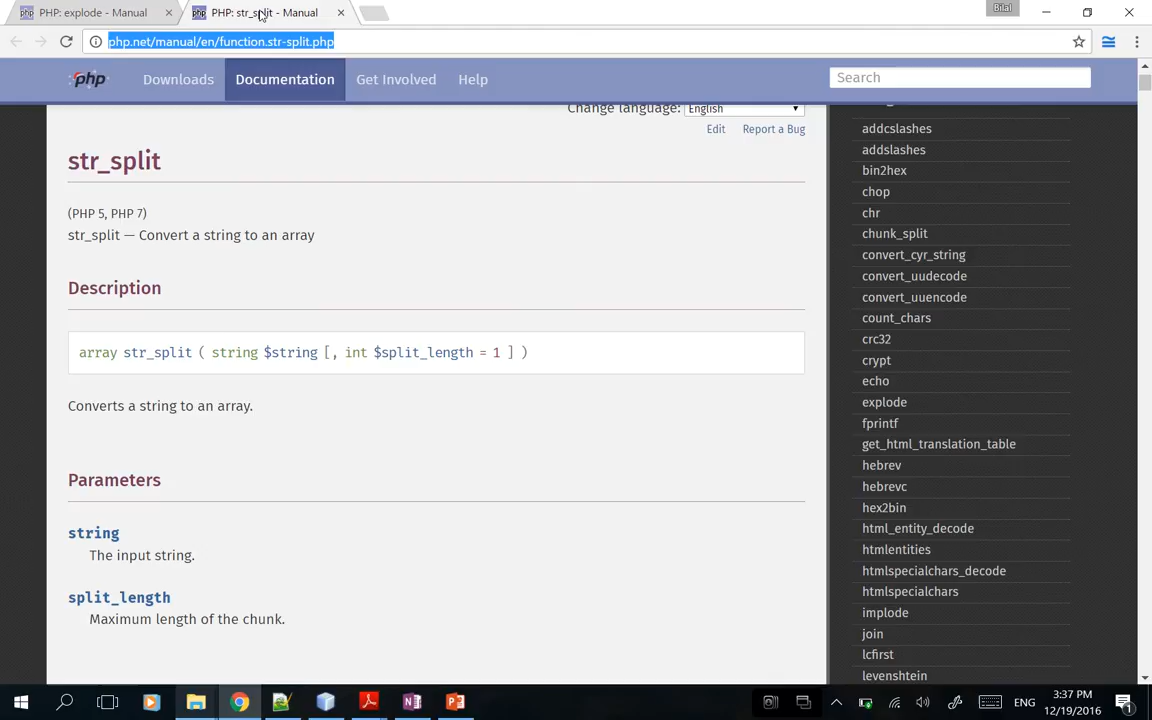 PHP: explode - Manual
PHP: str_split - Manual
Bilal
php.net/manual/en/function.str-split.php
php
Downloads
Documentation
Get Involved
Help
Search
Change language: English
Edit
Report a Bug
str_split
(PHP 5, PHP 7)
str_split — Convert a string to an array
Description
array str_split ( string $string [, int $split_length = 1 ] )
Converts a string to an array.
Parameters
string
The input string.
split_length
Maximum length of the chunk.
addcslashes
addslashes
bin2hex
chop
chr
chunk_split
convert_cyr_string
convert_uudecode
convert_uuencode
count_chars
crc32
crypt
echo
explode
fprintf
get_html_translation_table
hebrev
hebrevc
hex2bin
html_entity_decode
htmlentities
htmlspecialchars_decode
htmlspecialchars
implode
join
lcfirst
levenshtein
ENG
3:37 PM
12/19/2016
1